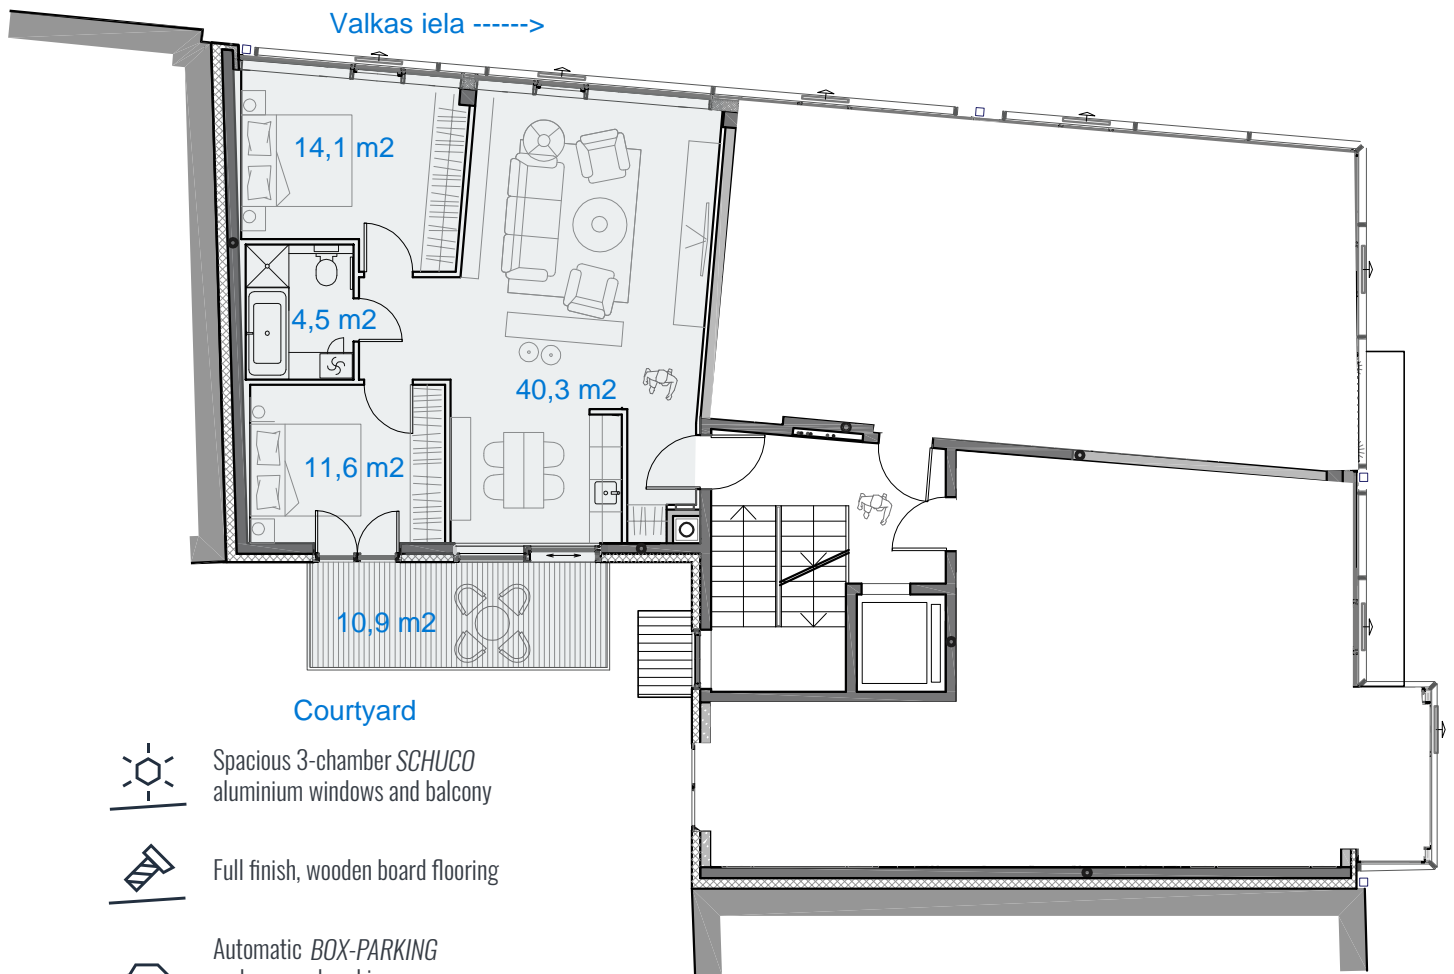 Valkas iela ------>
14,1 m2
4,5 m2
40,3 m2
11,6 m2
10,9 m2
Courtyard
Spacious 3-chamber SCHUCO
aluminium windows and balcony
Full finish, wooden board flooring
Automatic BOX-PARKING